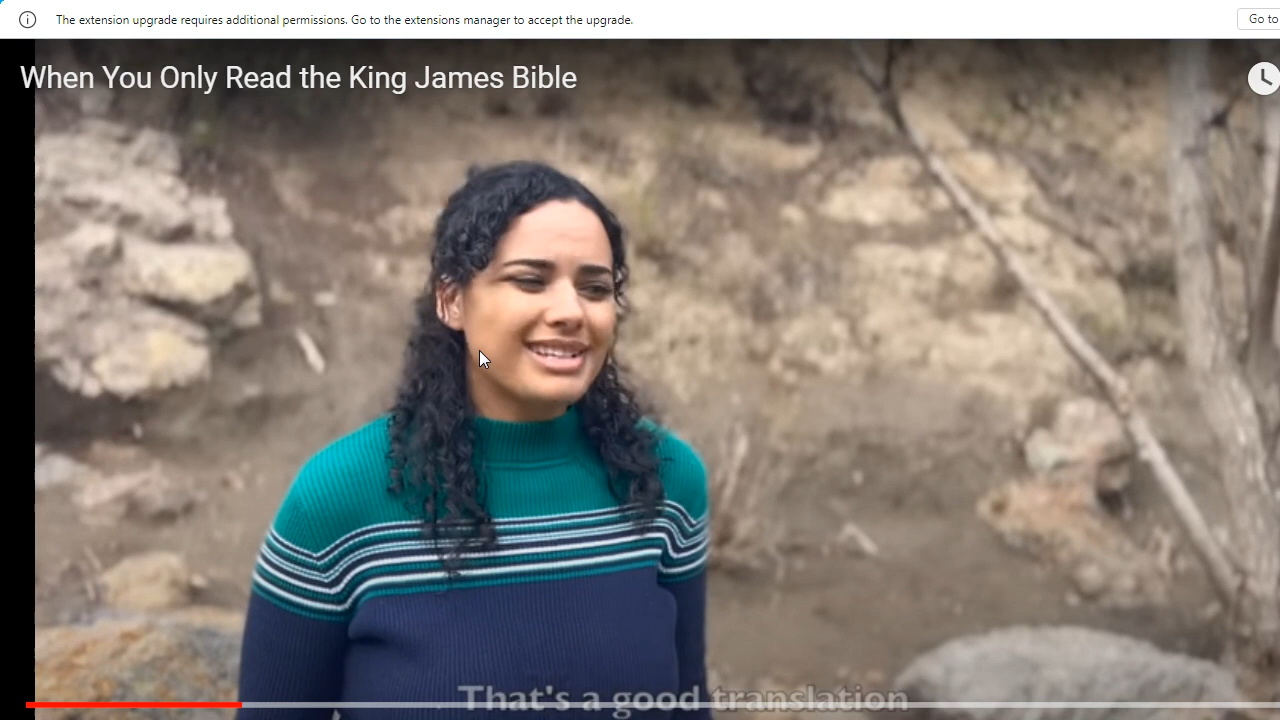 The extension upgrade requires additional permissions. Go to the extensions manager to accept the upgrade.
Go to
When You Only Read the King James Bible
That's a good translation